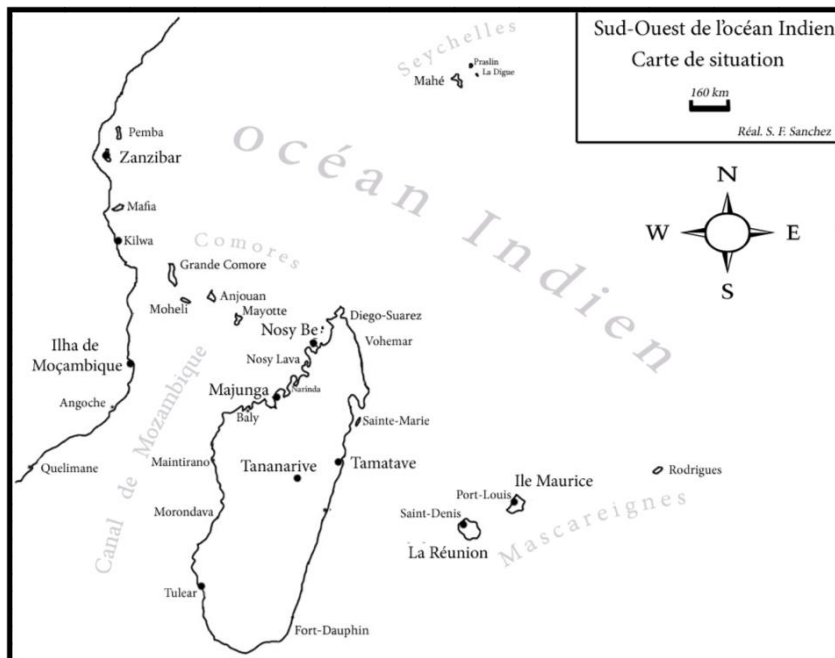 Sud-Ouest de l'océan Indien
Carte de situation
160 km
Réal. S. F. Sanchez
Seychelles
Praslin
La Digue
Mahé
océan Indien
N
W
E
S
Pemba
Zanzibar
Mafia
Kilwa
Comores
Grande Comore
Moheli
Anjouan
Mayotte
Diego-Suarez
Nosy Be
Vohemar
Nosy Lava
Ilha de
Moçambique
Narinda
Majunga
Baly
Angoche
Sainte-Marie
Canal de Mozambique
Quelimane
Maintirano
Tananarive
Tamatave
Rodrigues
Ile Maurice
Port-Louis
Morondava
Saint-Denis
La Réunion
Mascareignes
Tulear
Fort-Dauphin